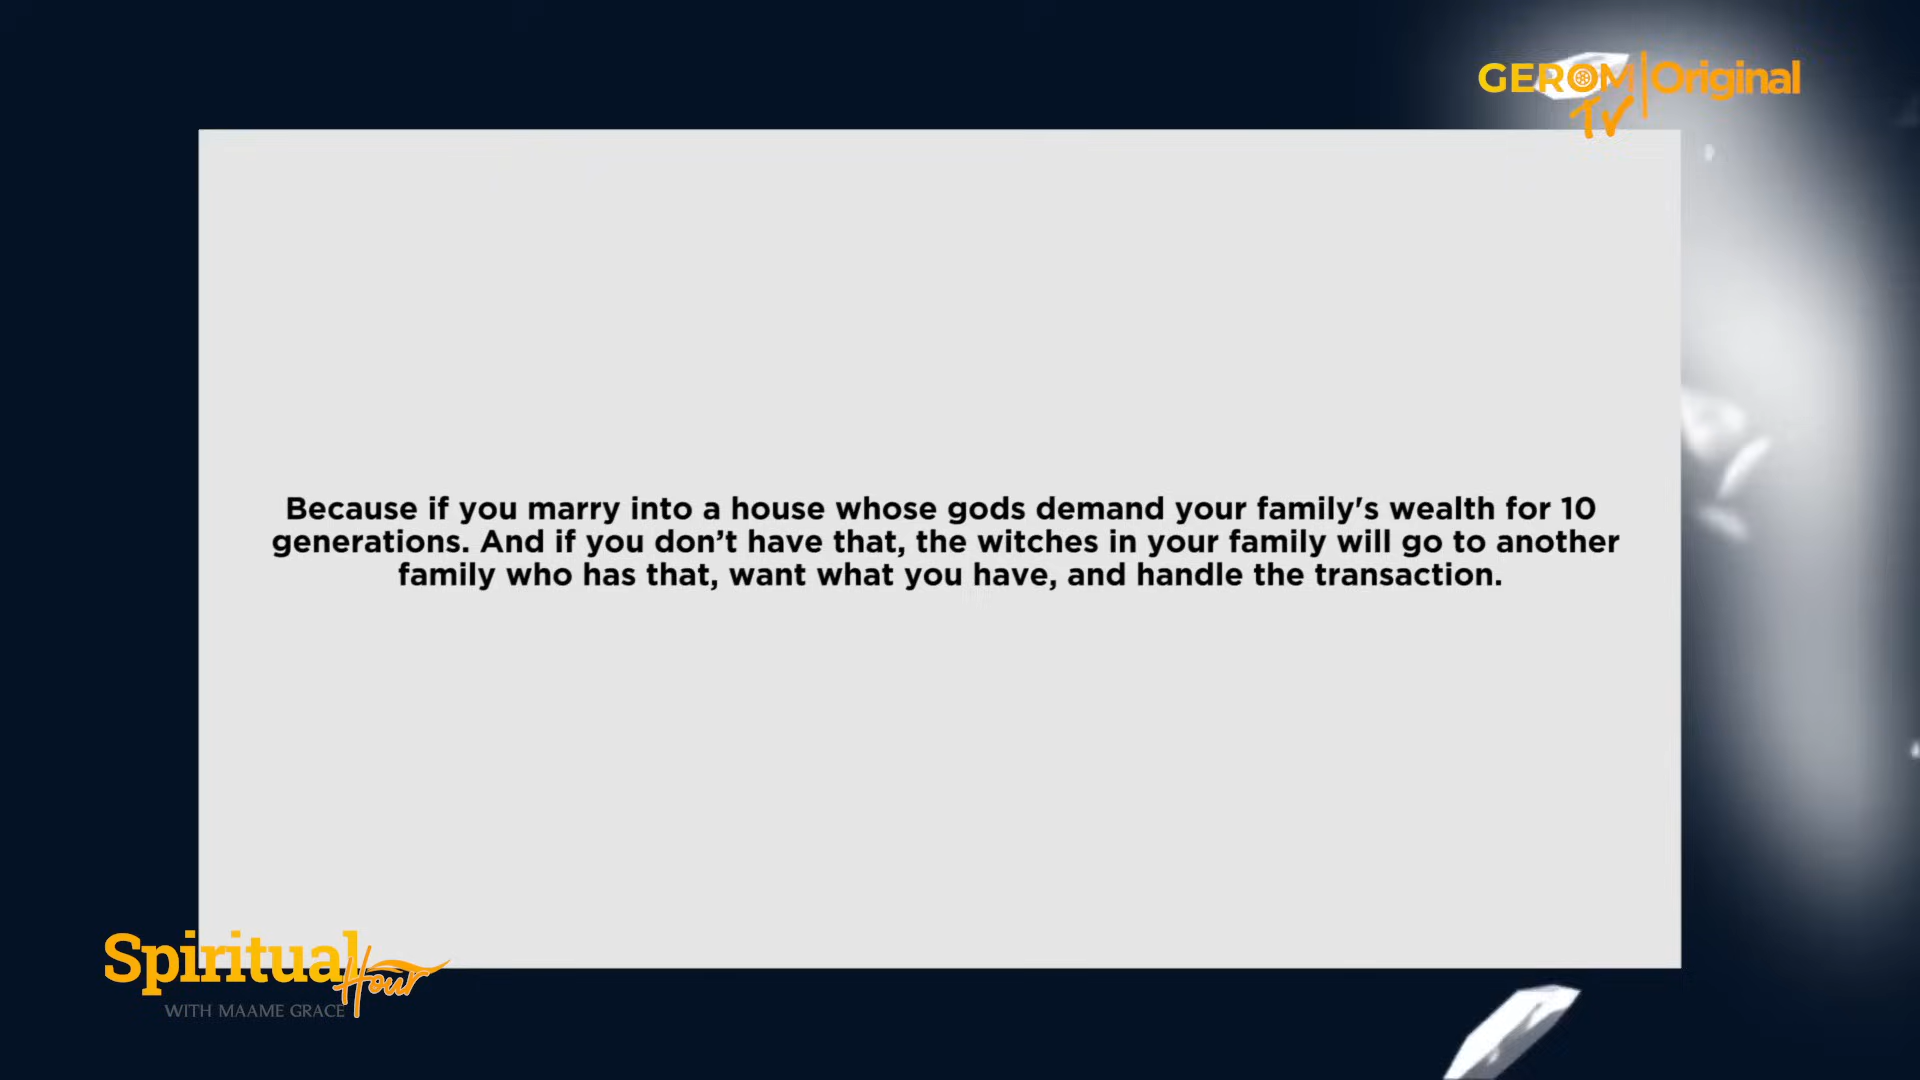 GEROM TV | Original
Because if you marry into a house whose gods demand your family's wealth for 10
generations. And if you don’t have that, the witches in your family will go to another
family who has that, want what you have, and handle the transaction.
Spiritual Hour
WITH MAAME GRACE